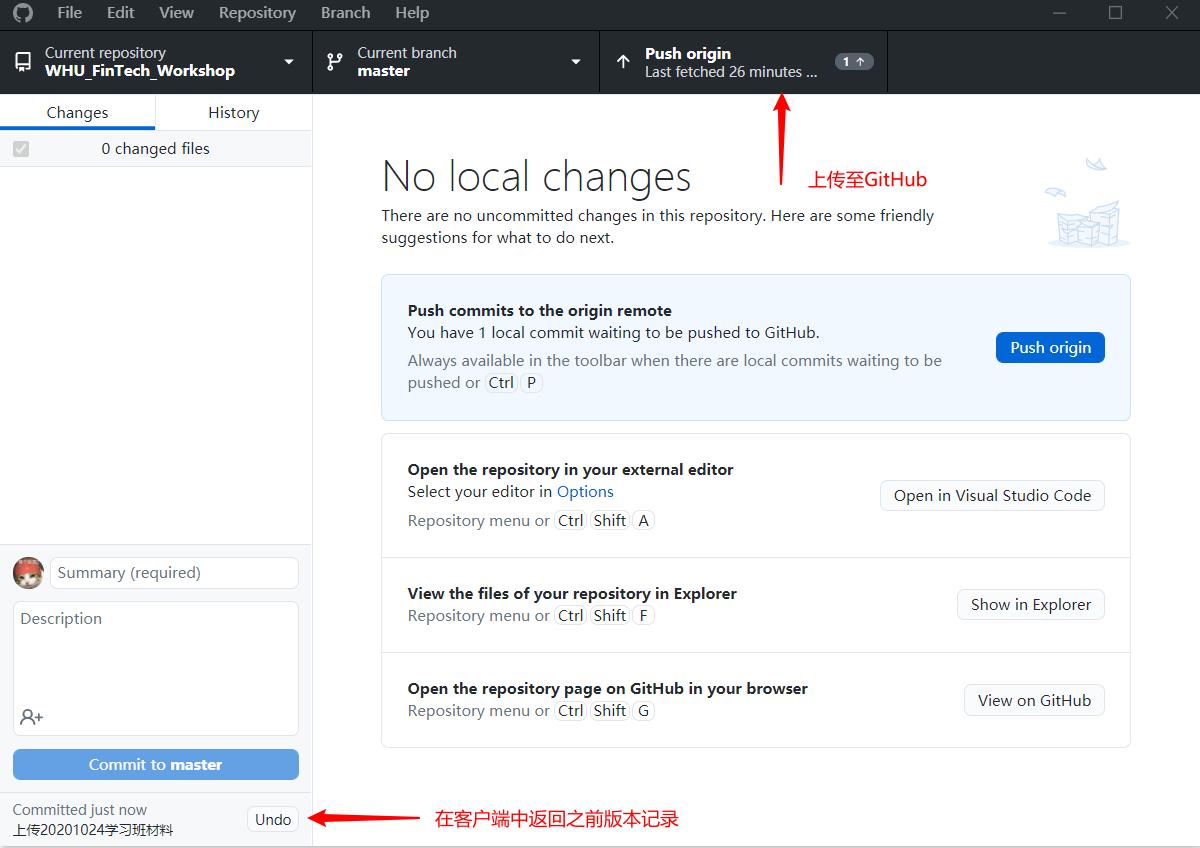 File Edit View Repository Branch Help
Current repository
WHU_FinTech_Workshop
Current branch
master
Push origin
Last fetched 26 minutes ...
1
Changes History
0 changed files
No local changes
上传至GitHub
There are no uncommitted changes in this repository. Here are some friendly
suggestions for what to do next.
Push commits to the origin remote
You have 1 local commit waiting to be pushed to GitHub.
Always available in the toolbar when there are local commits waiting to be
pushed or Ctrl P
Push origin
Open the repository in your external editor
Select your editor in Options
Repository menu or Ctrl Shift A
Open in Visual Studio Code
View the files of your repository in Explorer
Repository menu or Ctrl Shift F
Show in Explorer
Open the repository page on GitHub in your browser
Repository menu or Ctrl Shift G
View on GitHub
Summary (required)
Description
Commit to master
Committed just now
上传20201024学习班材料
Undo
在客户端中返回之前版本记录